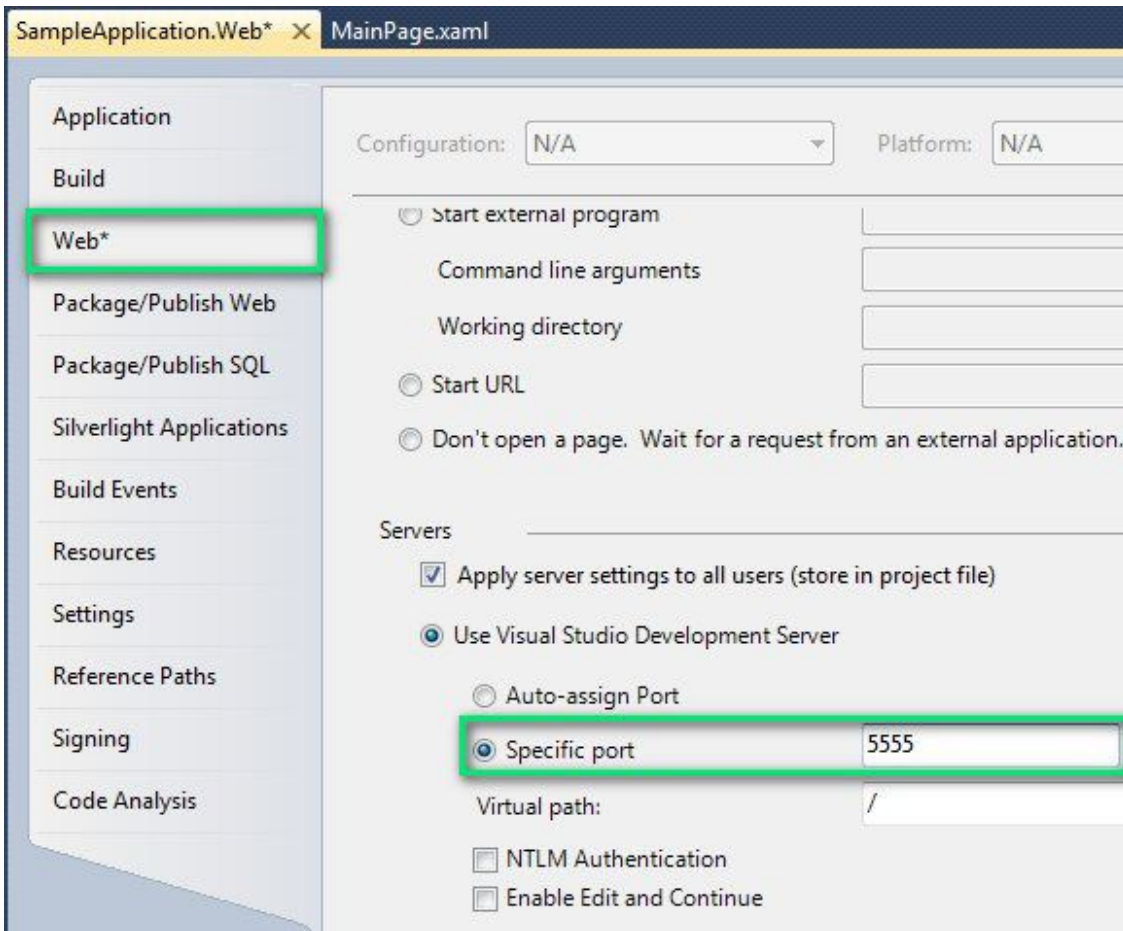 SampleApplication.Web* × MainPage.xaml
Application
Build
Web*
Package/Publish Web
Package/Publish SQL
Silverlight Applications
Build Events
Resources
Settings
Reference Paths
Signing
Code Analysis
Configuration: N/A Platform: N/A
Start external program
Command line arguments
Working directory
Start URL
Don't open a page. Wait for a request from an external application.
Servers
Apply server settings to all users (store in project file)
Use Visual Studio Development Server
Auto-assign Port
Specific port 5555
Virtual path: /
NTLM Authentication
Enable Edit and Continue